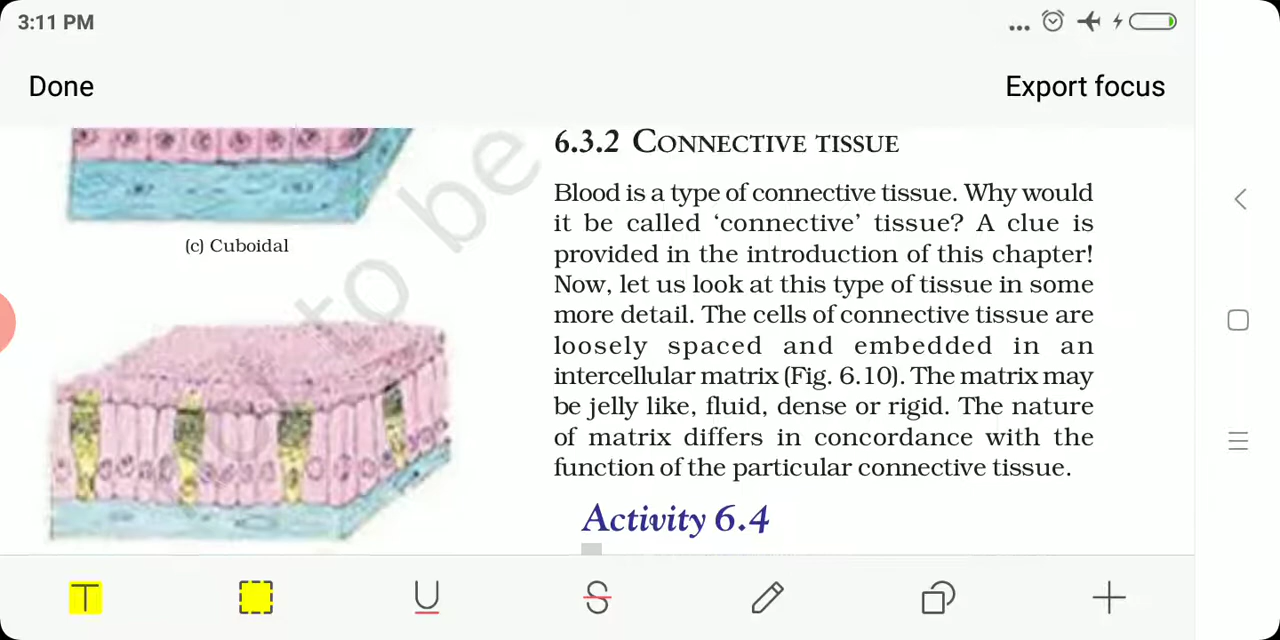 3:11 PM
Done
Export focus
to be
(c) Cuboidal
6.3.2 CONNECTIVE TISSUE
Blood is a type of connective tissue. Why would
it be called ‘connective’ tissue? A clue is
provided in the introduction of this chapter!
Now, let us look at this type of tissue in some
more detail. The cells of connective tissue are
loosely spaced and embedded in an
intercellular matrix (Fig. 6.10). The matrix may
be jelly like, fluid, dense or rigid. The nature
of matrix differs in concordance with the
function of the particular connective tissue.
Activity 6.4
T
U
S